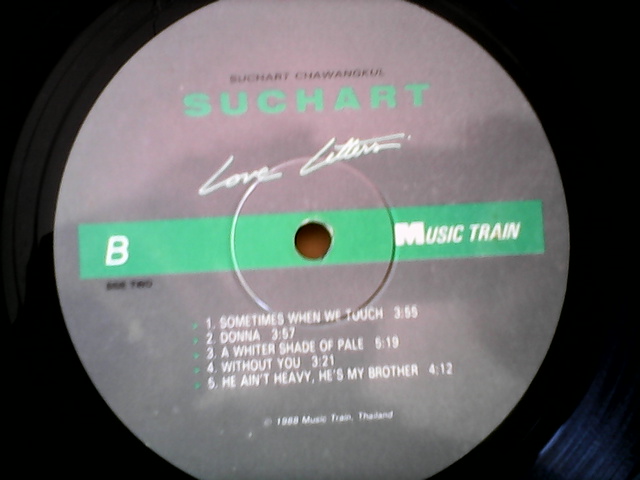 SUCHART CHAWANGKUL
SUCHART
Love Letters
B
MUSIC TRAIN
SIDE TWO
1. SOMETIMES WHEN WE TOUCH 3:55
2. DONNA 3:57
3. A WHITER SHADE OF PALE 5:19
4. WITHOUT YOU 3:21
5. HE AIN'T HEAVY, HE'S MY BROTHER 4:12
© 1988 Music Train, Thailand